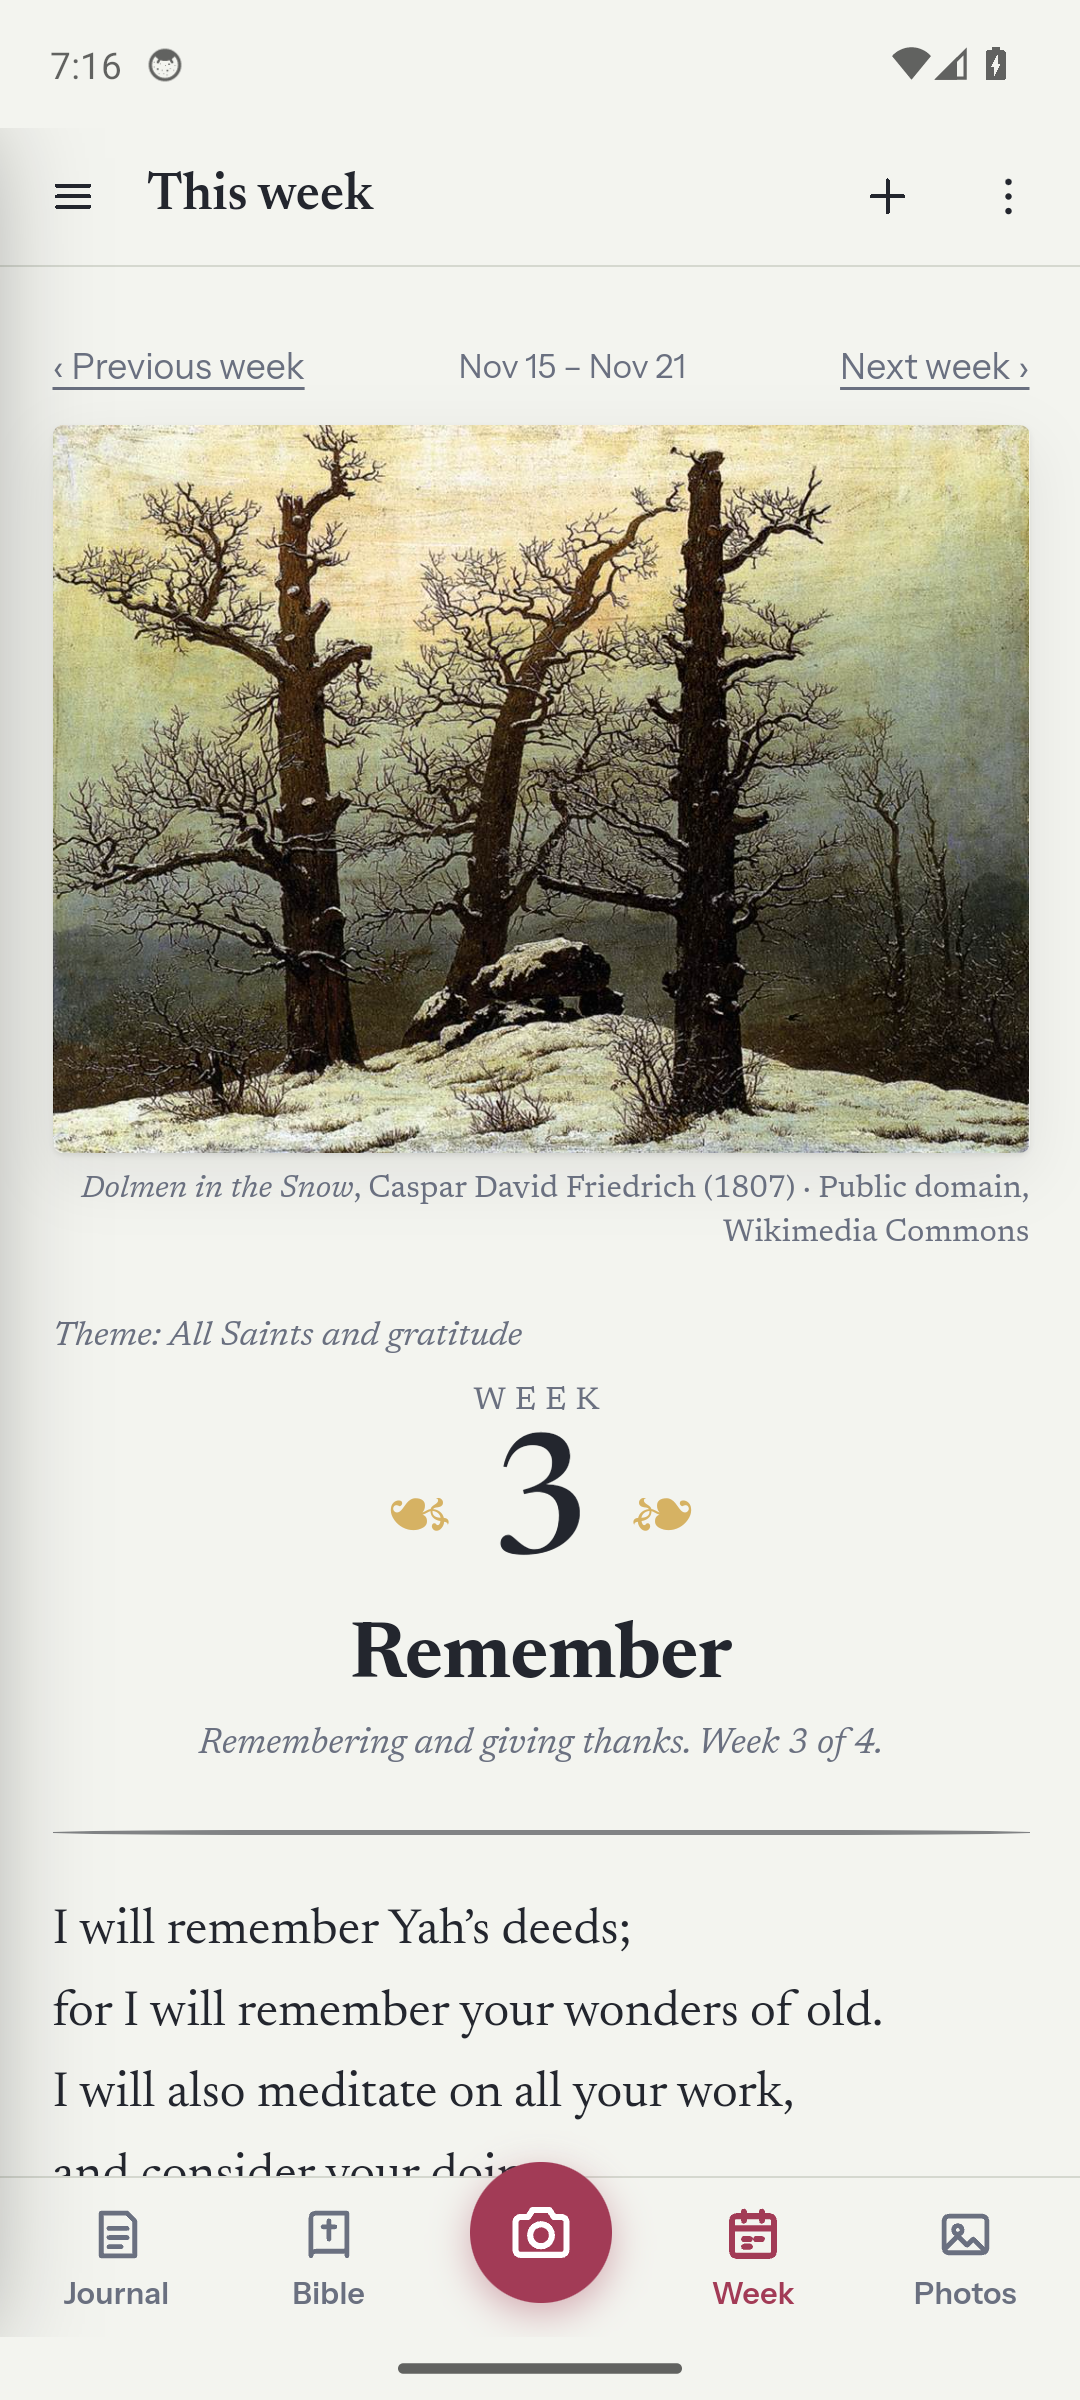 7:16
This week
‹ Previous week
Nov 15 – Nov 21
Next week ›
Dolmen in the Snow, Caspar David Friedrich (1807) · Public domain,
Wikimedia Commons
Theme: All Saints and gratitude
WEEK
3
Remember
Remembering and giving thanks. Week 3 of 4.
I will remember Yah’s deeds;
for I will remember your wonders of old.
I will also meditate on all your work,
and consider your
Journal
Bible
Week
Photos